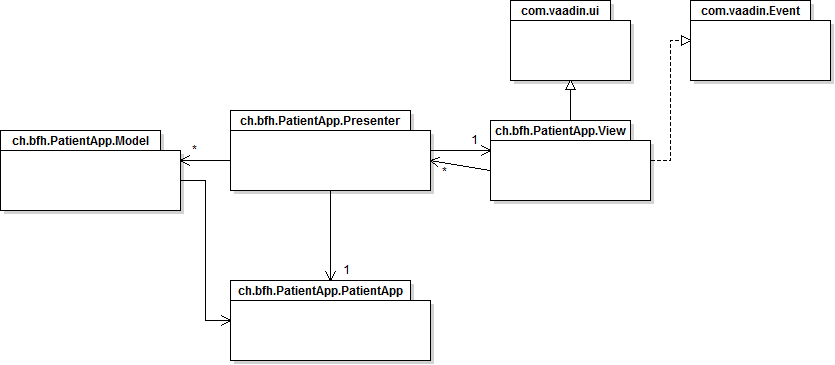 com.vaadin.ui
com.vaadin.Event
ch.bfh.PatientApp.Presenter
ch.bfh.PatientApp.View
ch.bfh.PatientApp.Model
*
1
*
1
ch.bfh.PatientApp.PatientApp